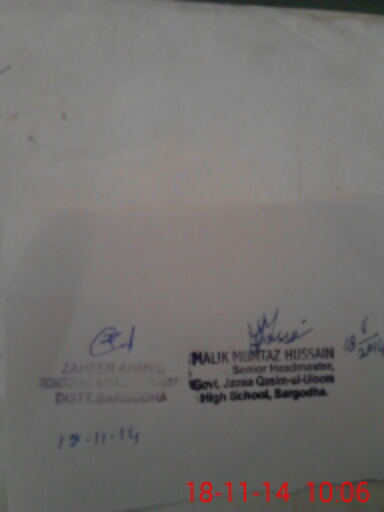 ZAHEER AHMED
DISTT. SARGODHA
18-11-14
MALIK MUMTAZ HUSSAIN
Senior Headmaster,
Govt. Jamia Qasim-ul-Uloom
High School, Sargodha.
18-11-14 10:06